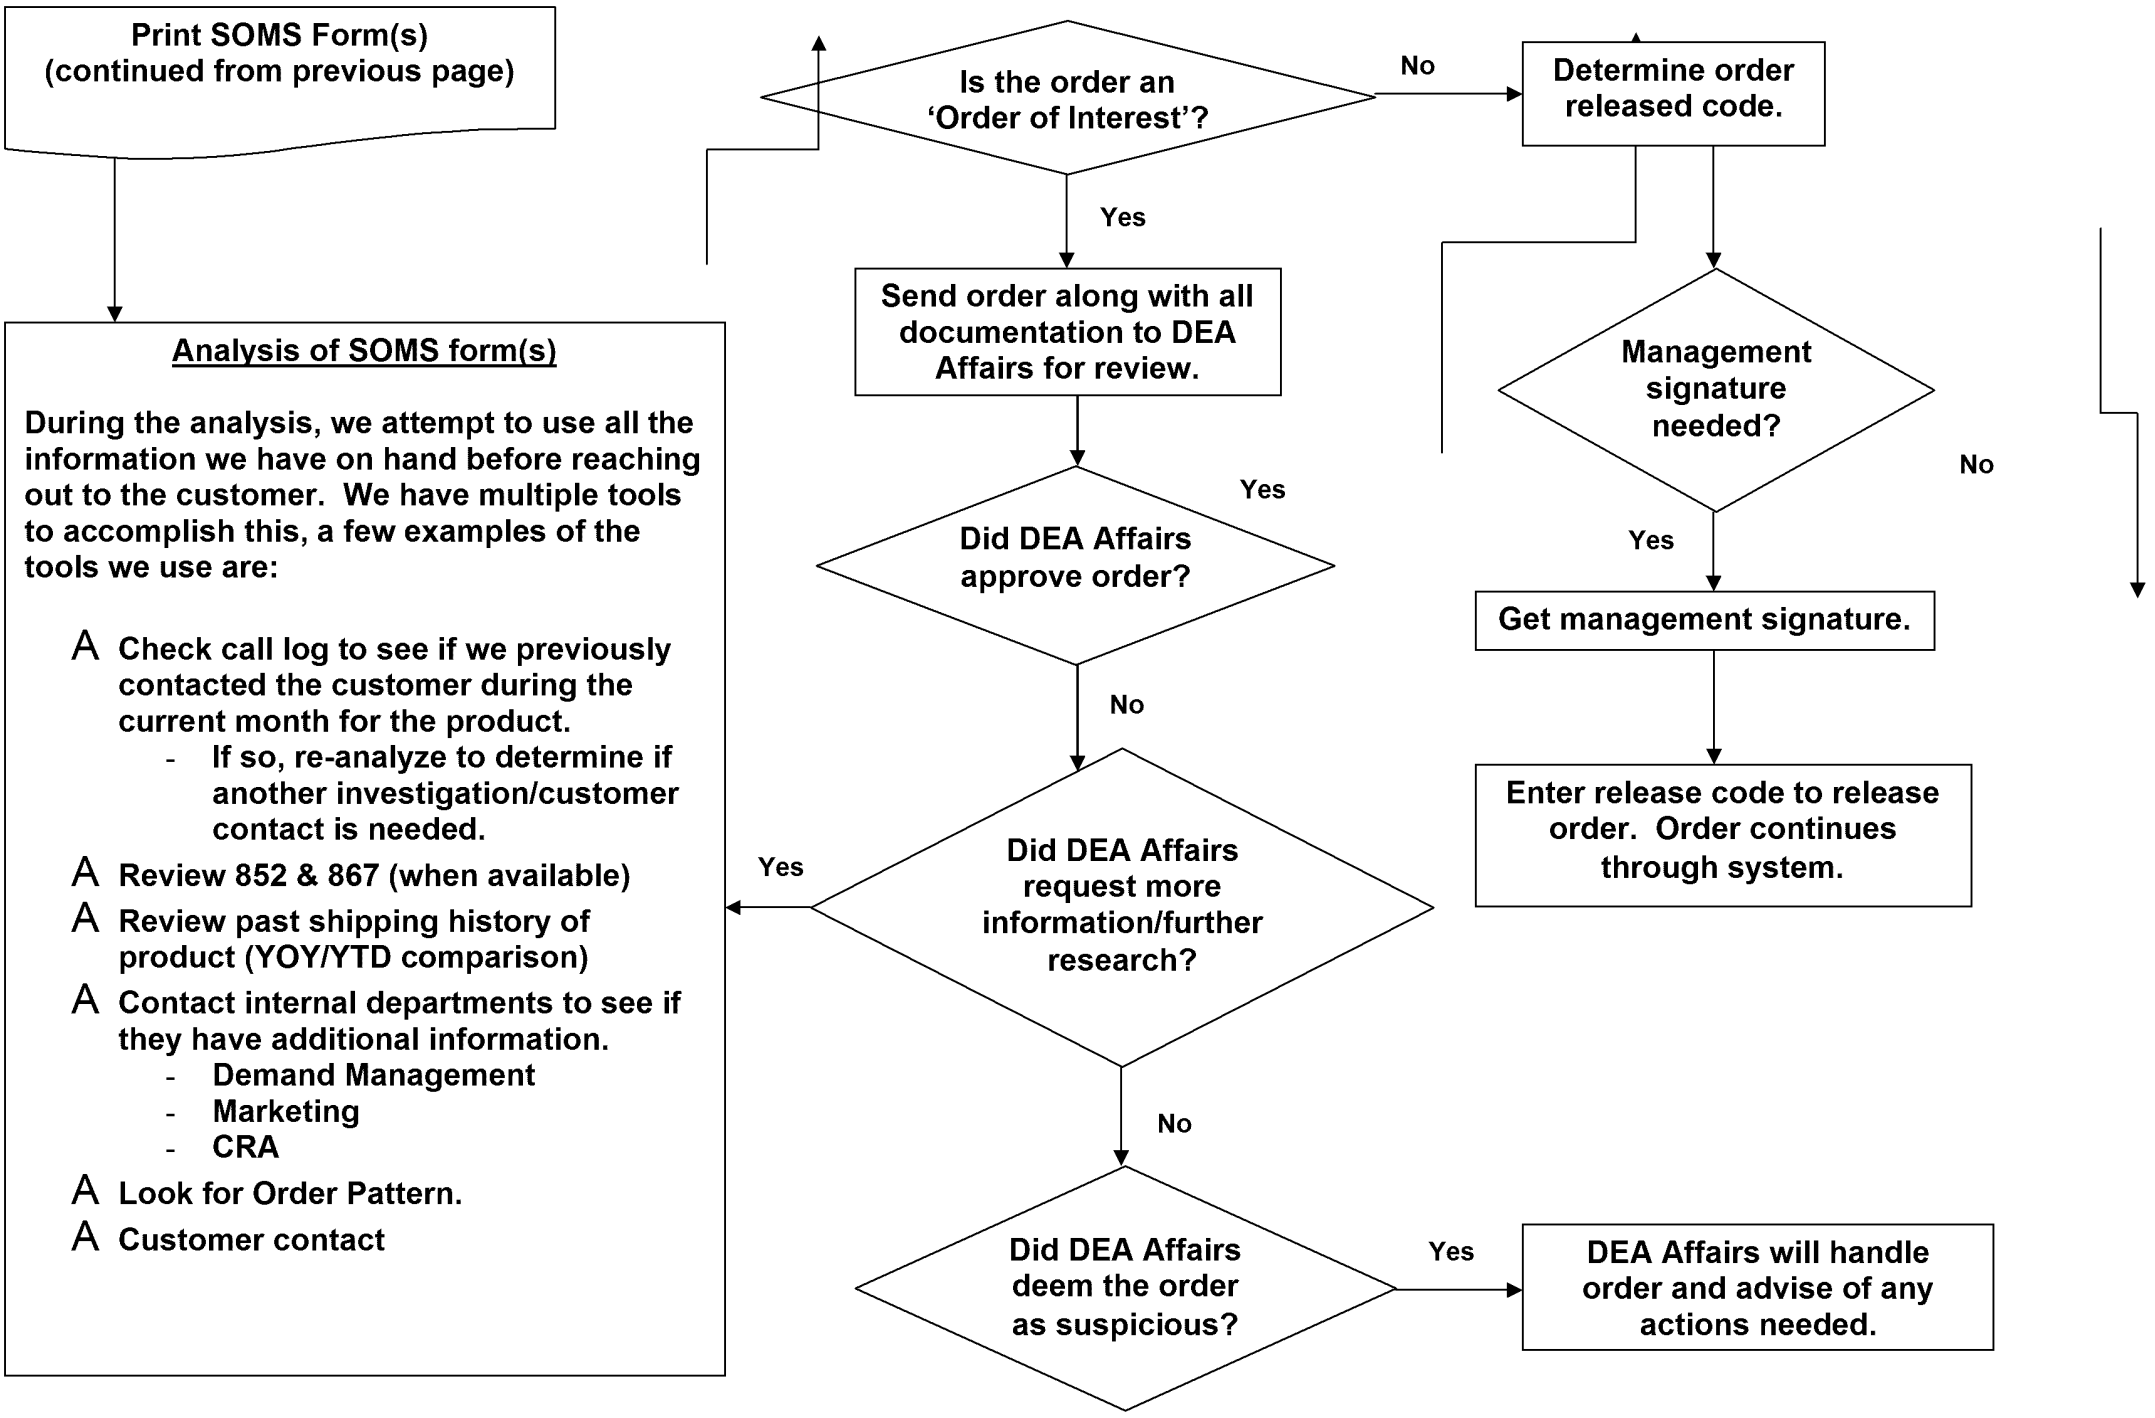 Print SOMS Form(s)
(continued from previous page)
Analysis of SOMS form(s)
During the analysis, we attempt to use all the
information we have on hand before reaching
out to the customer.  We have multiple tools
to accomplish this, a few examples of the
tools we use are:
A Check call log to see if we previously
contacted the customer during the
current month for the product.
- If so, re-analyze to determine if
another investigation/customer
contact is needed.
A Review 852 & 867 (when available)
A Review past shipping history of
product (YOY/YTD comparison)
A Contact internal departments to see if
they have additional information.
- Demand Management
- Marketing
- CRA
A Look for Order Pattern.
A Customer contact
Is the order an
‘Order of Interest’?
No
Yes
Send order along with all
documentation to DEA
Affairs for review.
Yes
Did DEA Affairs
approve order?
No
Did DEA Affairs
request more
information/further
research?
Yes
No
Did DEA Affairs
deem the order
as suspicious?
Yes
DEA Affairs will handle
order and advise of any
actions needed.
Determine order
released code.
Management
signature
needed?
No
Yes
Get management signature.
Enter release code to release
order.  Order continues
through system.